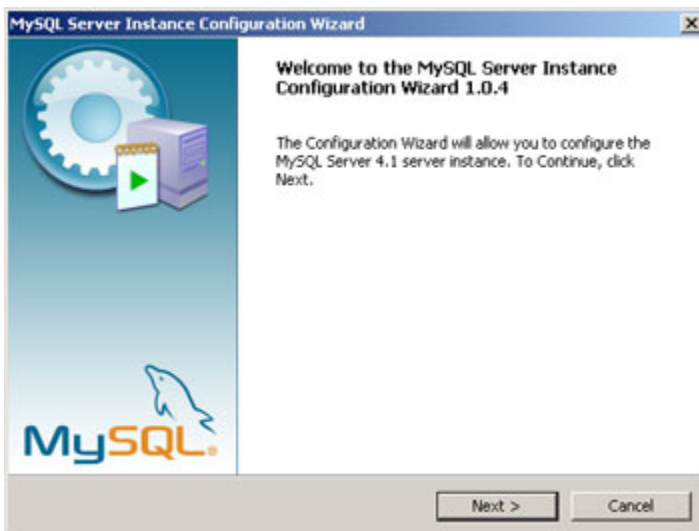 MySQL Server Instance Configuration Wizard
Welcome to the MySQL Server Instance
Configuration Wizard 1.0.4
The Configuration Wizard will allow you to configure the
MySQL Server 4.1 server instance. To Continue, click
Next.
MySQL®
Next >
Cancel